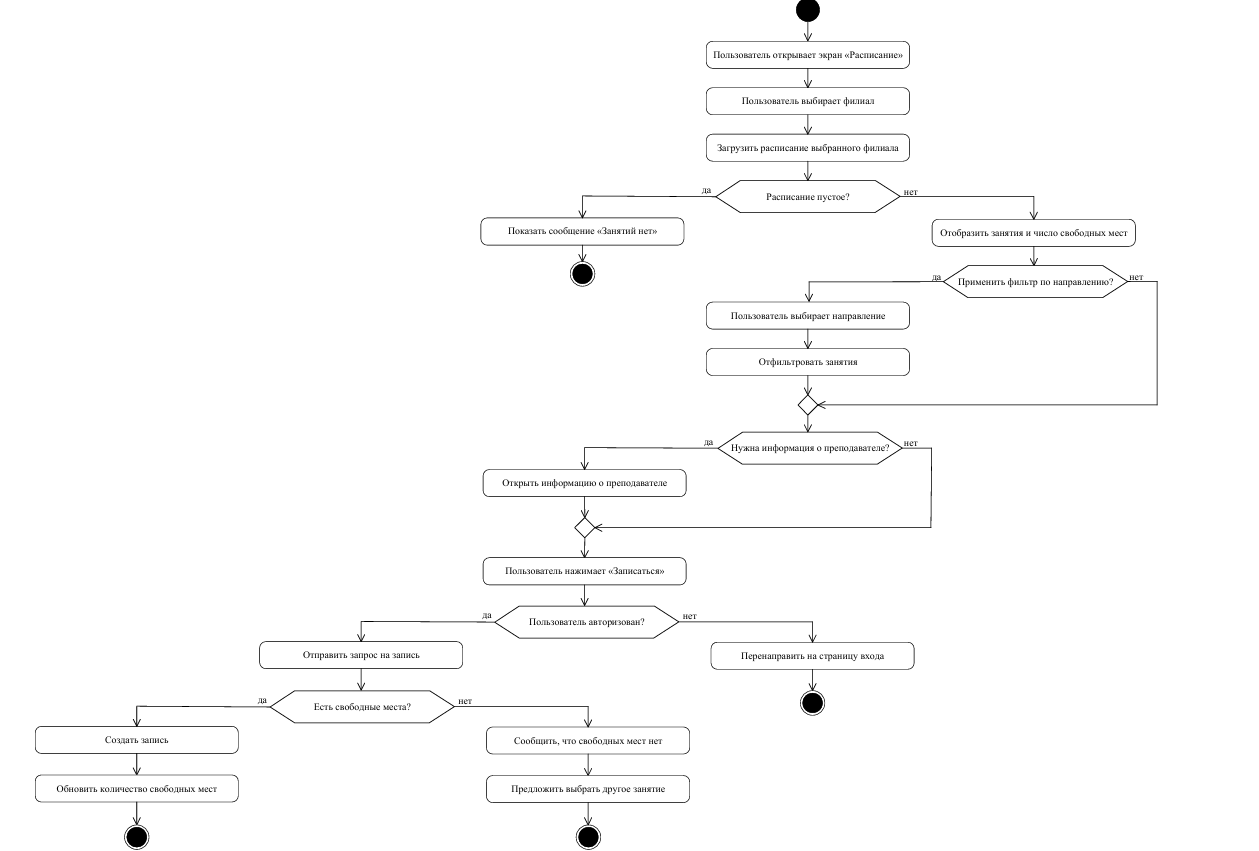 Пользователь открывает экран «Расписание»
Пользователь выбирает филиал
Загрузить расписание выбранного филиала
да
Расписание пустое?
нет
Показать сообщение «Занятий нет»
Отобразить занятия и число свободных мест
да
Применить фильтр по направлению?
нет
Пользователь выбирает направление
Отфильтровать занятия
да
Нужна информация о преподавателе?
нет
Открыть информацию о преподавателе
Пользователь нажимает «Записаться»
да
Пользователь авторизован?
нет
Отправить запрос на запись
Перенаправить на страницу входа
да
Есть свободные места?
нет
Создать запись
Сообщить, что свободных мест нет
Обновить количество свободных мест
Предложить выбрать другое занятие